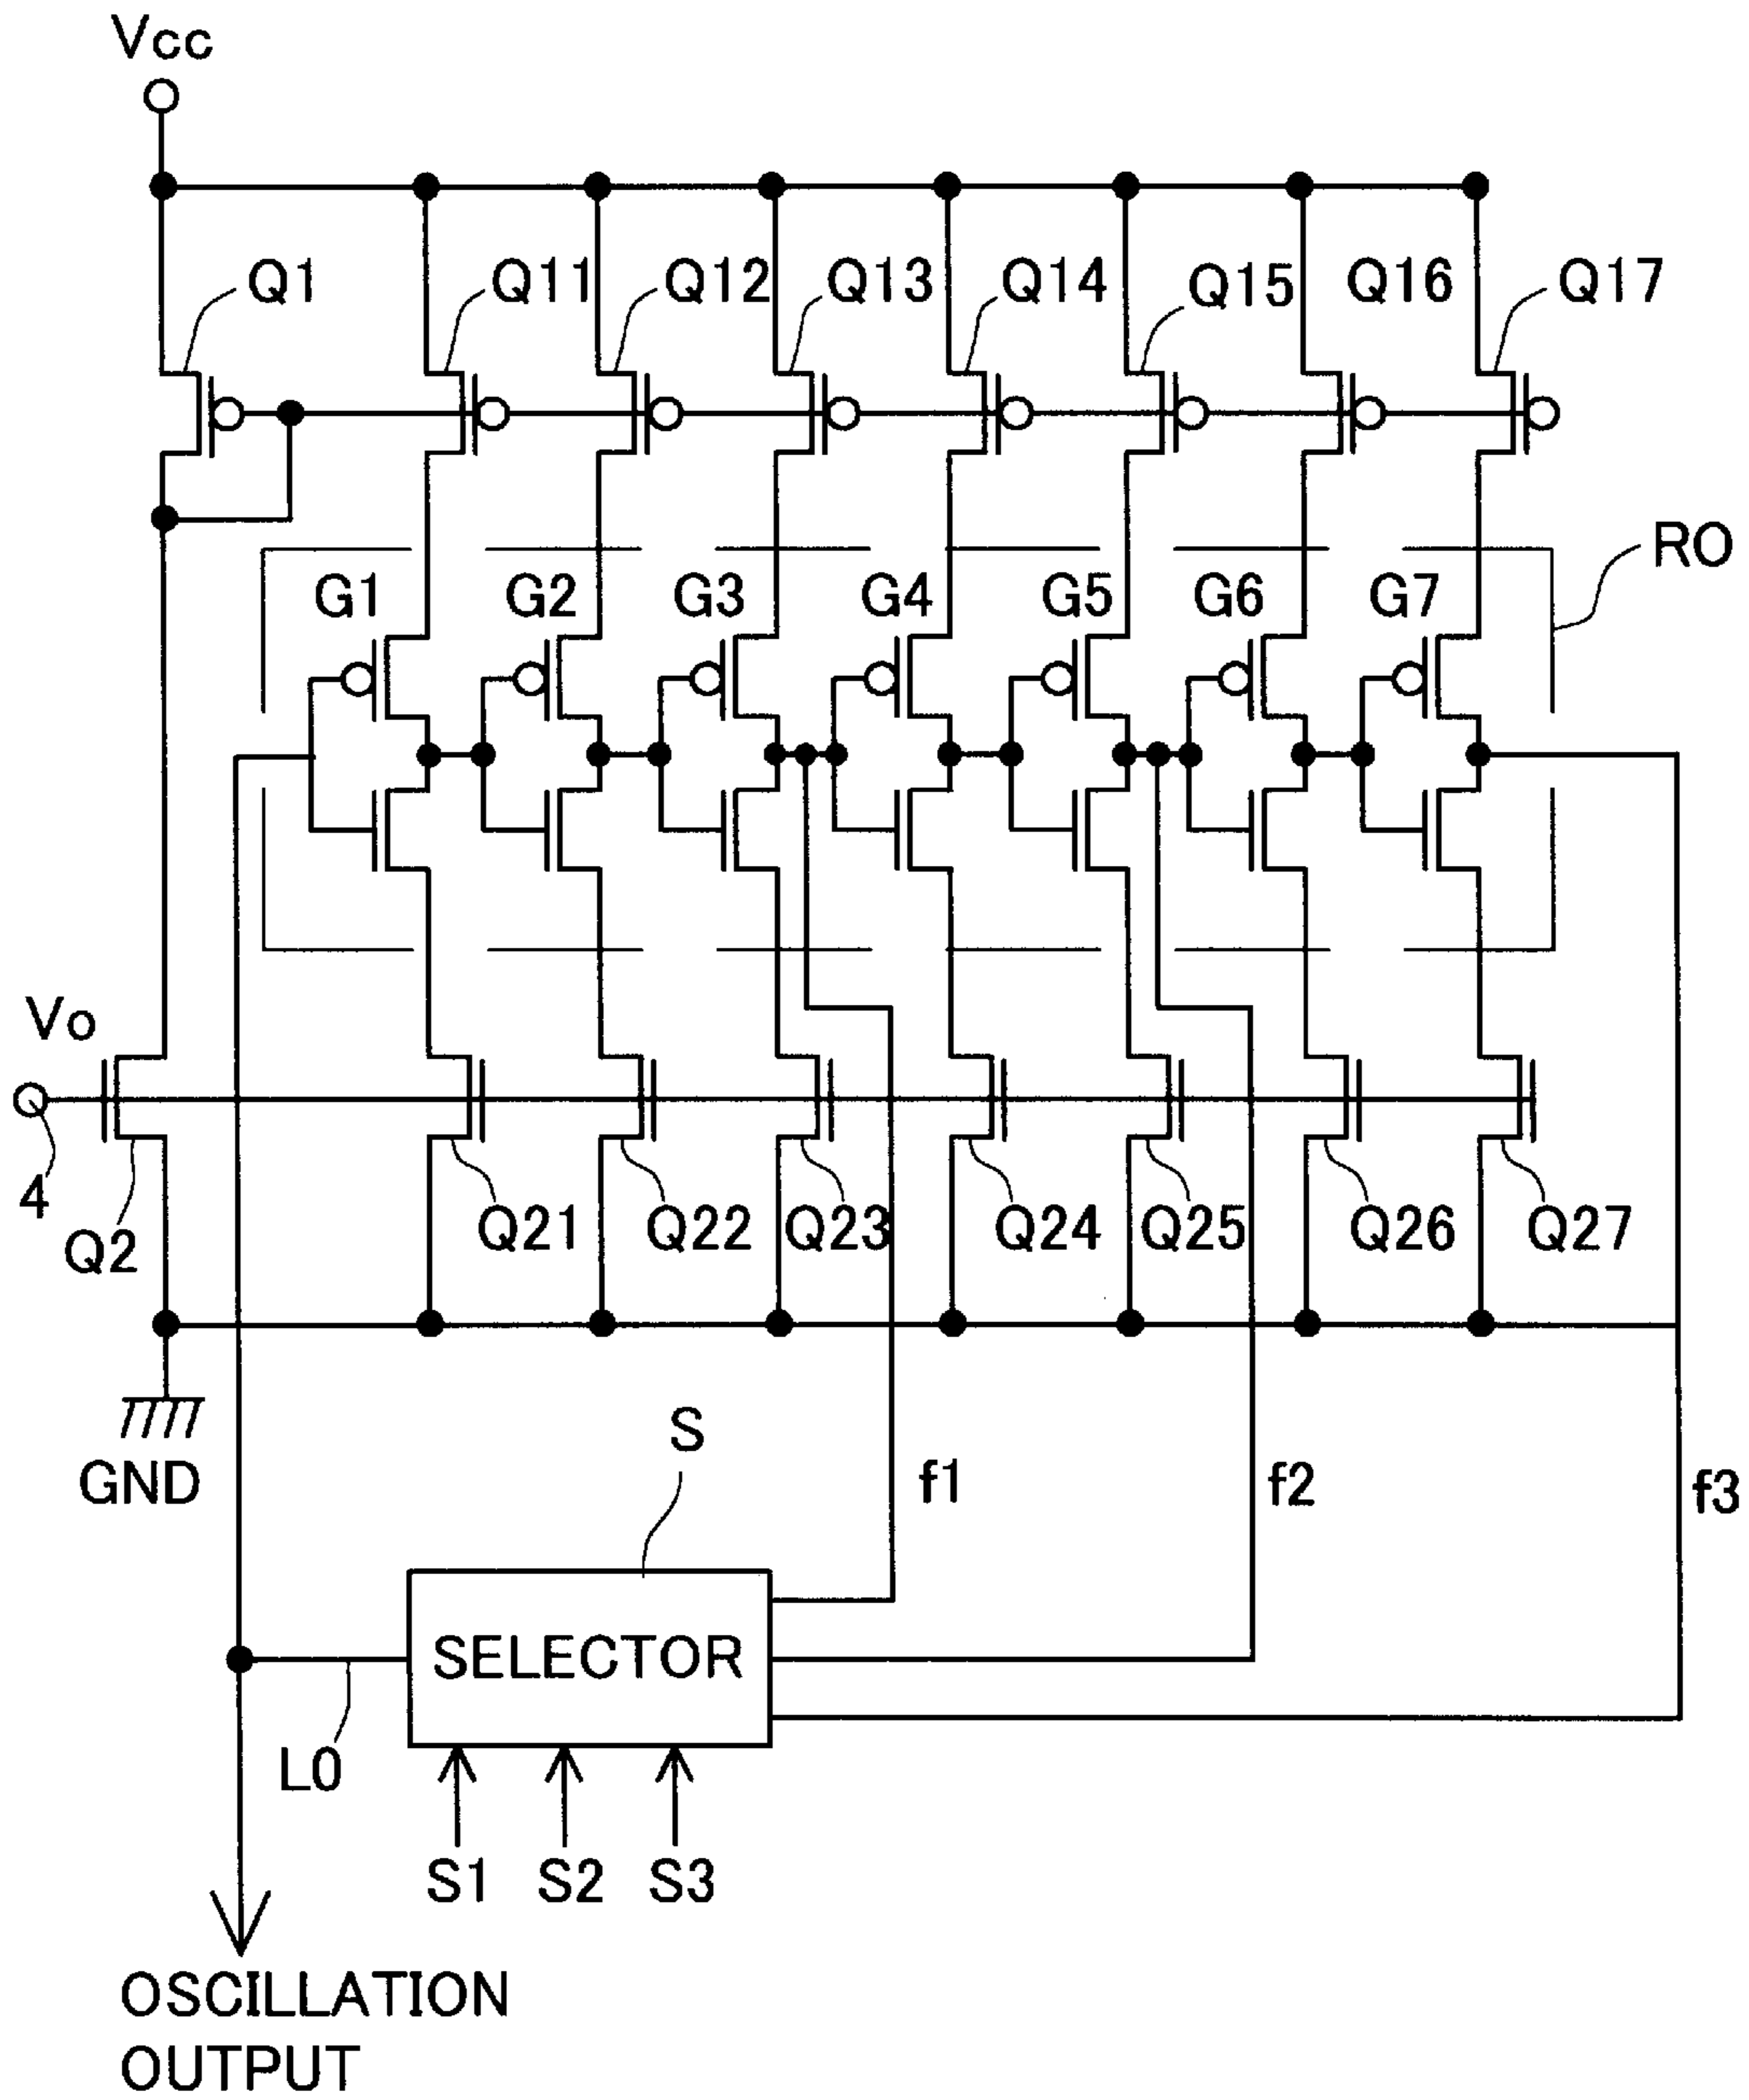 Vcc
Q1 Q11 Q12 Q13 Q14 Q15 Q16 Q17
RO
G1 G2 G3 G4 G5 G6 G7
Vo
4
Q2 Q21 Q22 Q23 Q24 Q25 Q26 Q27
GND
S
f1 f2 f3
SELECTOR
L0
S1 S2 S3
OSCILLATION
OUTPUT